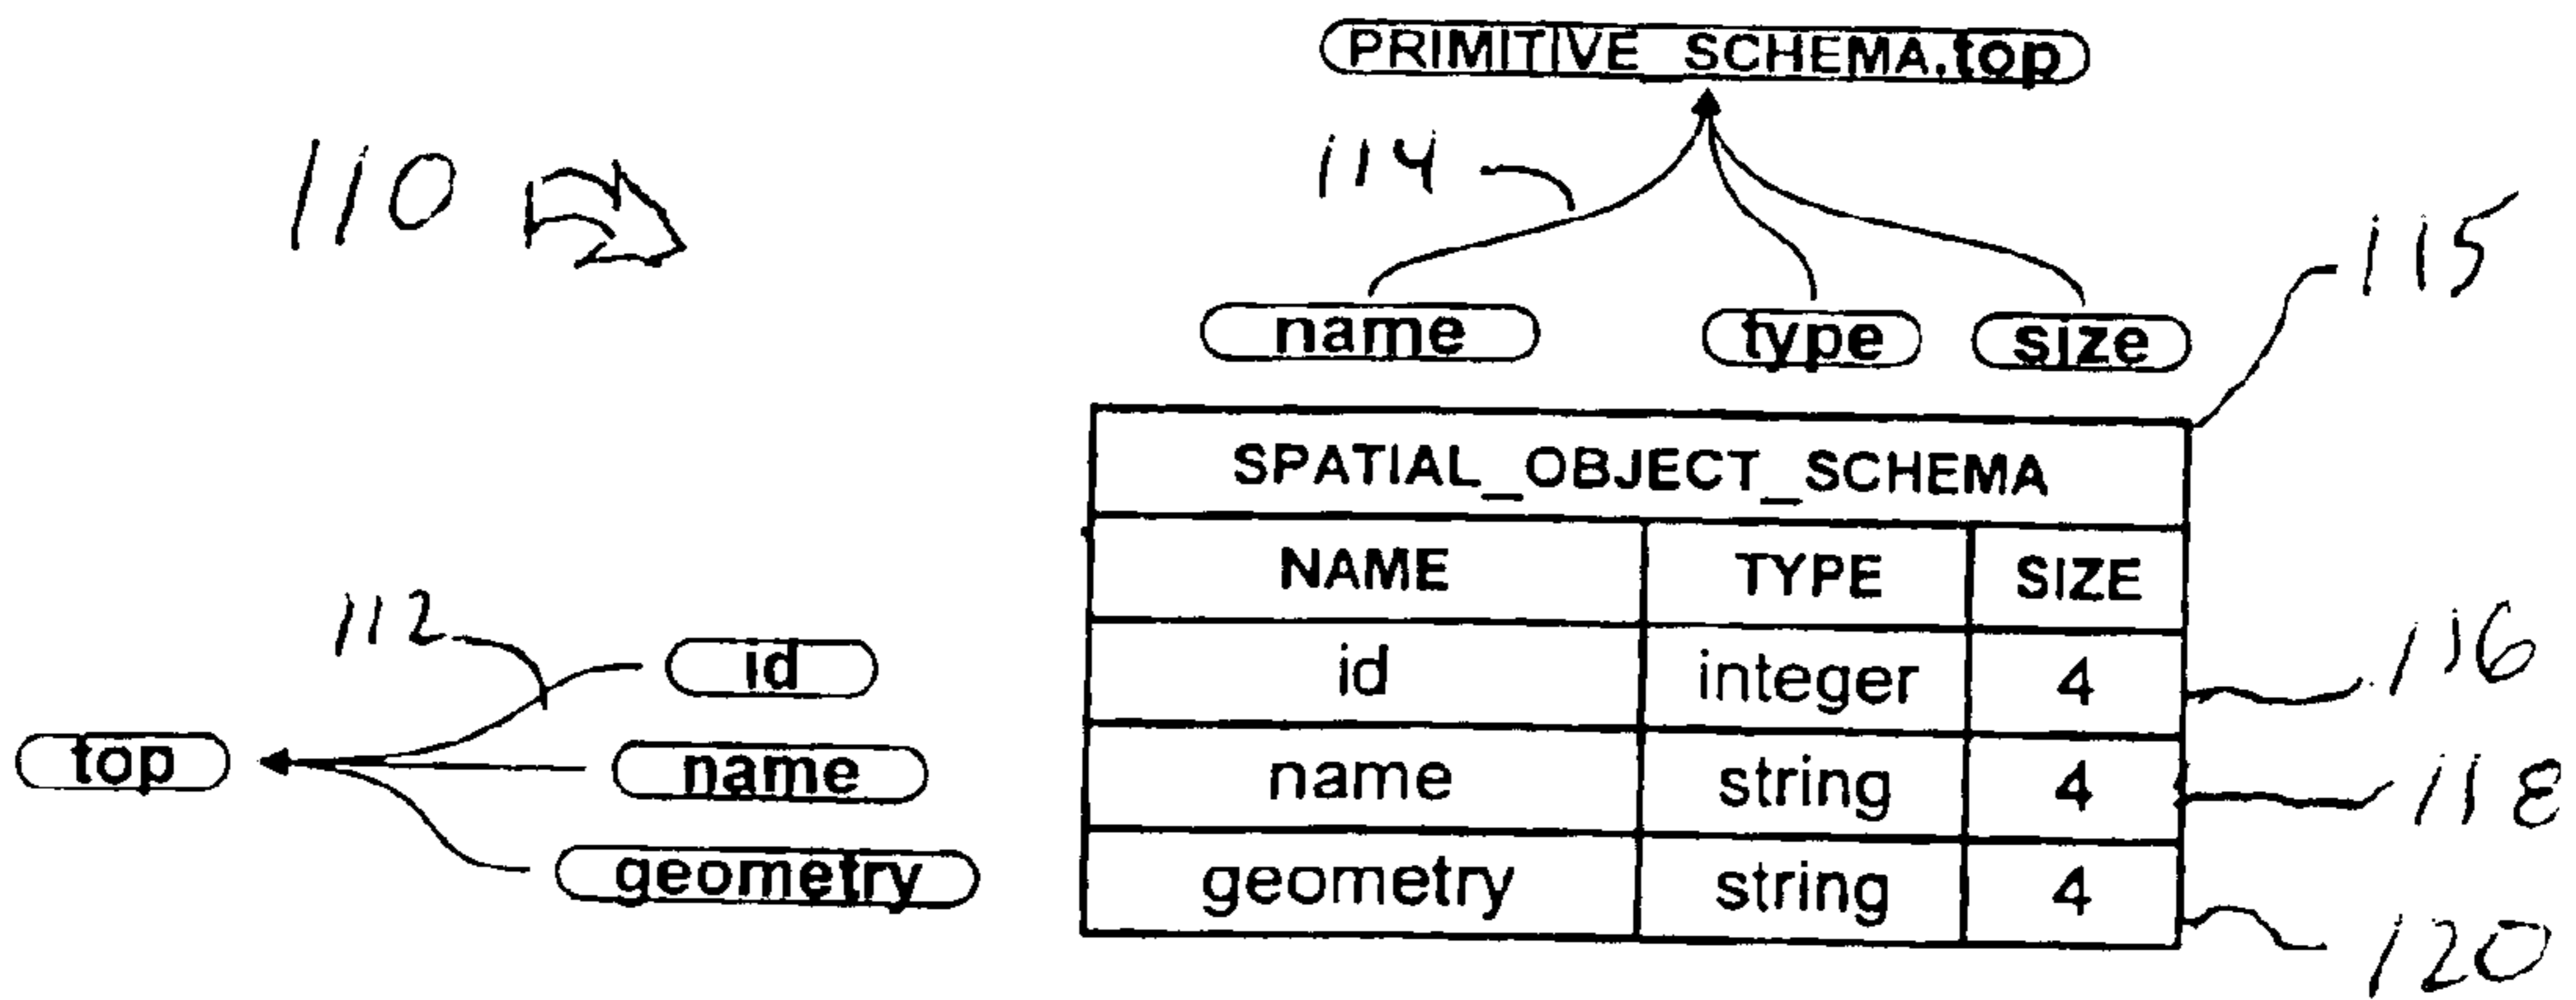 PRIMITIVE_SCHEMA.top
110
114
115
name type size
SPATIAL_OBJECT_SCHEMA
NAME TYPE SIZE
112
id
id integer 4
116
top
name
name string 4
118
geometry
geometry string 4
120